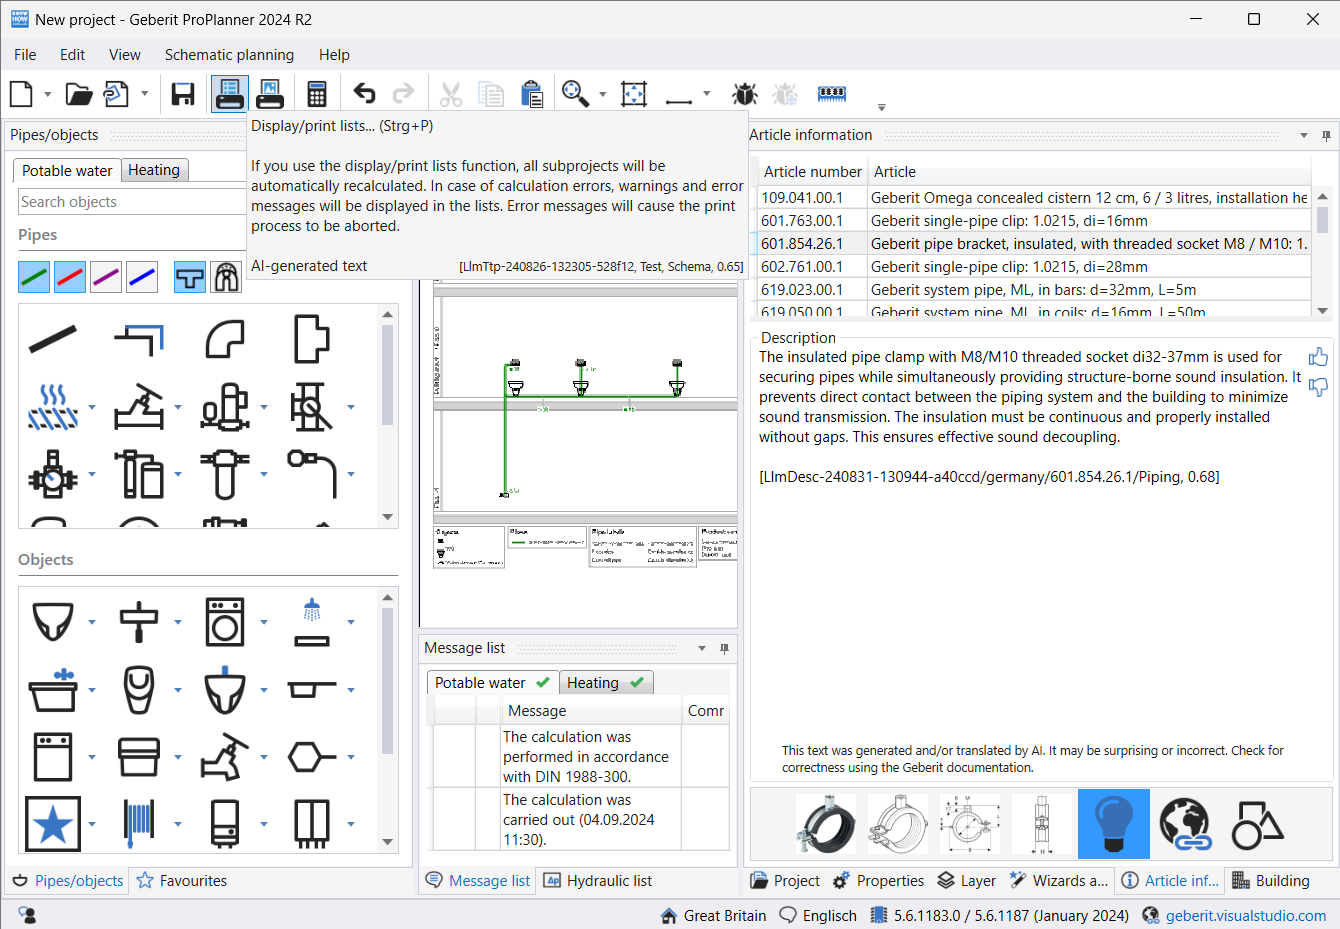 New project - Geberit ProPlanner 2024 R2
File Edit View Schematic planning Help
Display/print lists... (Strg+P)
If you use the display/print lists function, all subprojects will be
automatically recalculated. In case of calculation errors, warnings and error
messages will be displayed in the lists. Error messages will cause the print
process to be aborted.
AI-generated text
[LlmTtp-240826-132305-528f12, Test, Schema, 0.65]
Pipes/objects
Potable water Heating
Search objects
Pipes
Objects
Pipes/objects Favourites
Message list
Potable water Heating
Message Comr
The calculation was
performed in accordance
with DIN 1988-300.
The calculation was
carried out (04.09.2024
11:30).
Message list Hydraulic list
Article information
Article number Article
109.041.00.1 Geberit Omega concealed cistern 12 cm, 6 / 3 litres, installation he
601.763.00.1 Geberit single-pipe clip: 1.0215, di=16mm
601.854.26.1 Geberit pipe bracket, insulated, with threaded socket M8 / M10: 1.
602.761.00.1 Geberit single-pipe clip: 1.0215, di=28mm
619.023.00.1 Geberit system pipe, ML, in bars: d=32mm, L=5m
619.050.00.1 Geberit system pipe, ML, in coils: d=16mm, L=50m
Description
The insulated pipe clamp with M8/M10 threaded socket di32-37mm is used for
securing pipes while simultaneously providing structure-borne sound insulation. It
prevents direct contact between the piping system and the building to minimize
sound transmission. The insulation must be continuous and properly installed
without gaps. This ensures effective sound decoupling.
[LlmDesc-240831-130944-a40ccd/germany/601.854.26.1/Piping, 0.68]
This text was generated and/or translated by AI. It may be surprising or incorrect. Check for
correctness using the Geberit documentation.
Project Properties Layer Wizards a... Article inf... Building
Great Britain Englisch 5.6.1183.0 / 5.6.1187 (January 2024) geberit.visualstudio.com